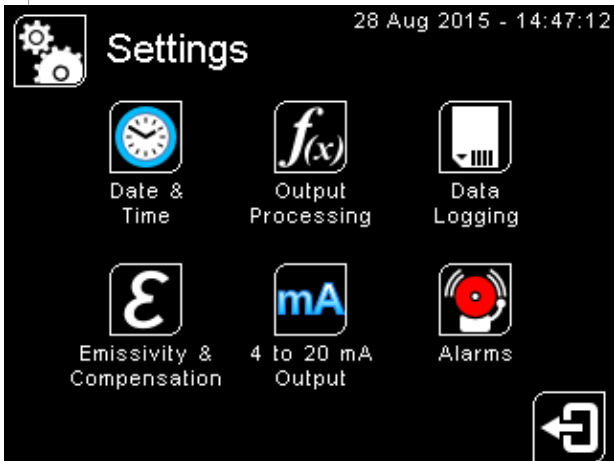 28 Aug 2015 - 14:47:12
Settings
f(x)
Date &
Time
Output
Processing
Data
Logging
ε
mA
Emissivity &
Compensation
4 to 20 mA
Output
Alarms